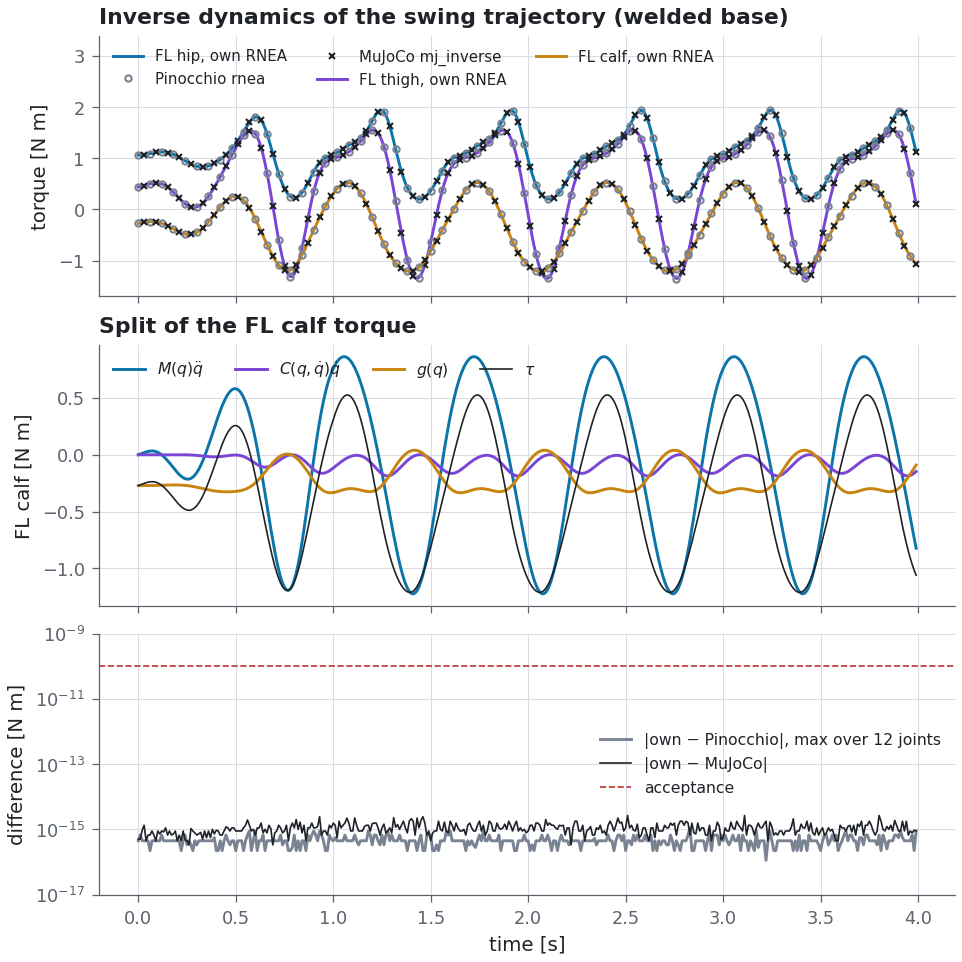 Inverse dynamics of the swing trajectory (welded base)
FL hip, own RNEA
Pinocchio rnea
MuJoCo mj_inverse
FL thigh, own RNEA
FL calf, own RNEA
torque [N m]
3
2
1
0
−1
Split of the FL calf torque
M(q)q̈
C(q, q̇)q̇
g(q)
τ
FL calf [N m]
0.5
0.0
−0.5
−1.0
difference [N m]
10⁻⁹
10⁻¹¹
10⁻¹³
10⁻¹⁵
10⁻¹⁷
|own − Pinocchio|, max over 12 joints
|own − MuJoCo|
acceptance
0.0 0.5 1.0 1.5 2.0 2.5 3.0 3.5 4.0
time [s]